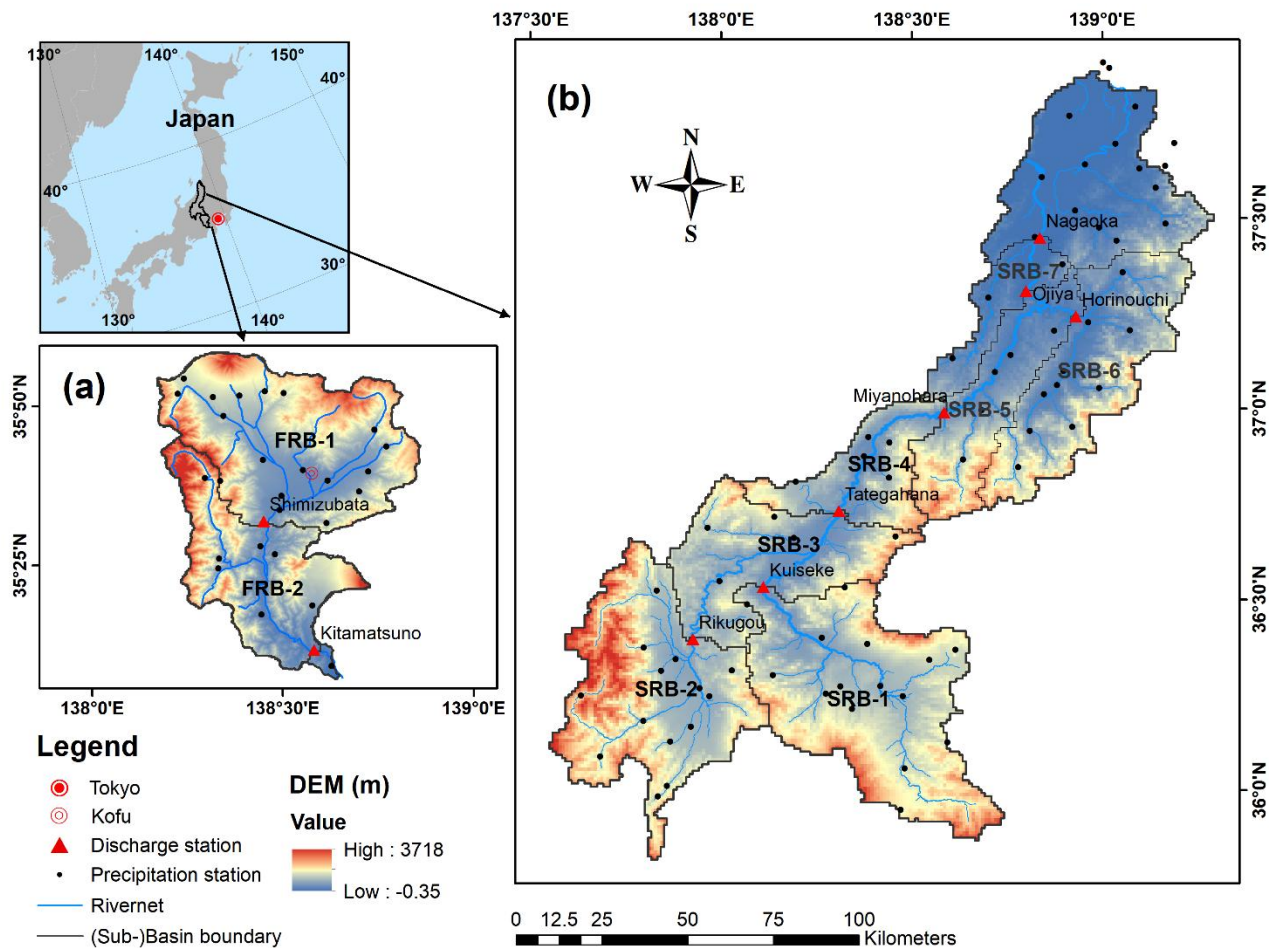 137°30'E 138°0'E 138°30'E 139°0'E
130° 140° 150°
40°
Japan
40°
30°
130° 140°
(b)
N
W E
S
37°30'N
37°0'N
36°30'N
36°0'N
Nagaoka
SRB-7
Ojiya
Horinouchi
SRB-6
Miyanohara
SRB-5
SRB-4
Tategahana
SRB-3
Kuiseke
Rikugou
SRB-2
SRB-1
(a)
35°50'N
35°25'N
FRB-1
Shimizubata
FRB-2
Kitamatsuno
138°0'E 138°30'E 139°0'E
Legend
Tokyo
Kofu
Discharge station
Precipitation station
Rivernet
(Sub-)Basin boundary
DEM (m)
Value
High : 3718
Low : -0.35
0 12.5 25 50 75 100
Kilometers